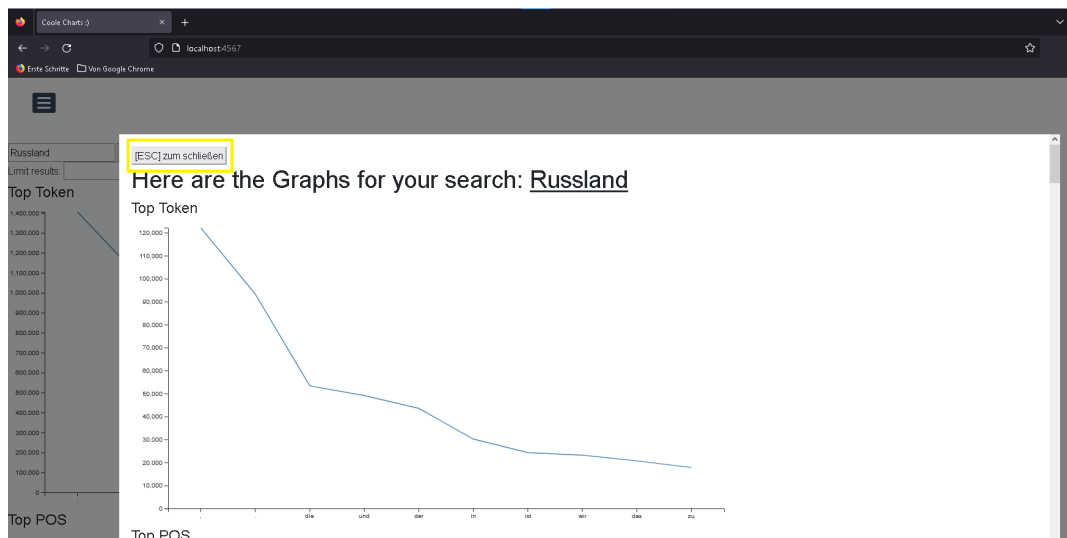 Coole Charts :)
localhost:4567
Erste Schritte Von Google Chrome
Russland
Limit results:
Top Token
1,400,000
1,300,000
1,200,000
1,100,000
1,000,000
900,000
800,000
700,000
600,000
500,000
400,000
300,000
200,000
100,000
0
,
Top POS
[ESC] zum schließen
Here are the Graphs for your search: Russland
Top Token
120,000
110,000
100,000
90,000
80,000
70,000
60,000
50,000
40,000
30,000
20,000
10,000
0
, . die und der in ist wir das zu
Top POS